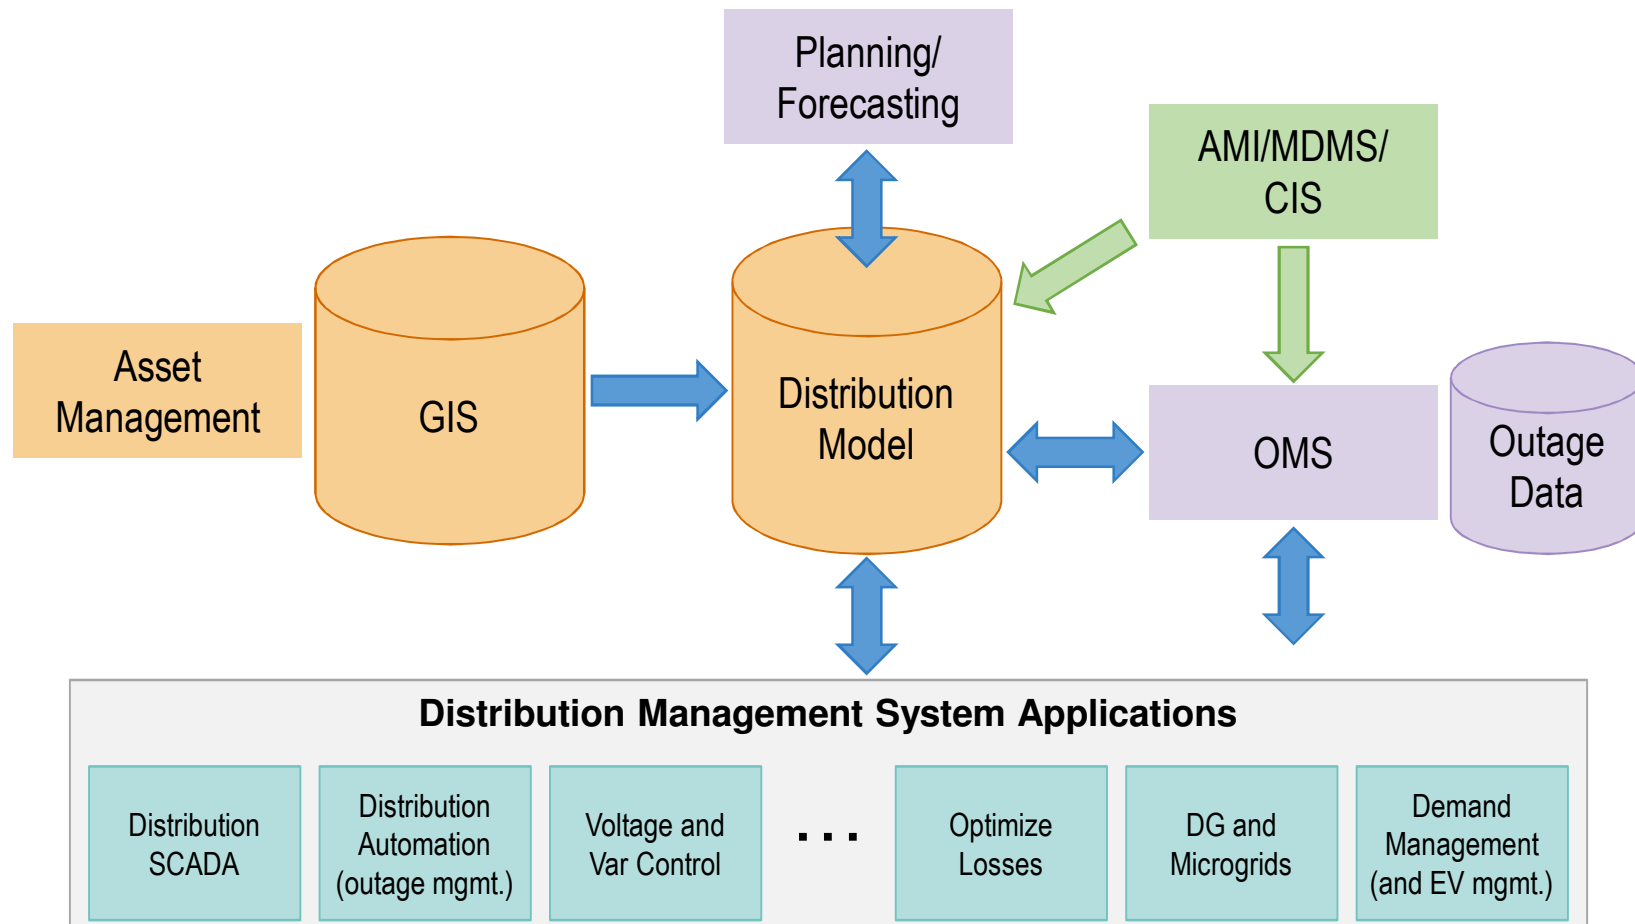 Planning/
Forecasting
AMI/MDMS/
CIS
Asset
Management
GIS
Distribution
Model
OMS
Outage
Data
Distribution Management System Applications
Distribution
SCADA
Distribution
Automation
(outage mgmt.)
Voltage and
Var Control
...
Optimize
Losses
DG and
Microgrids
Demand
Management
(and EV mgmt.)